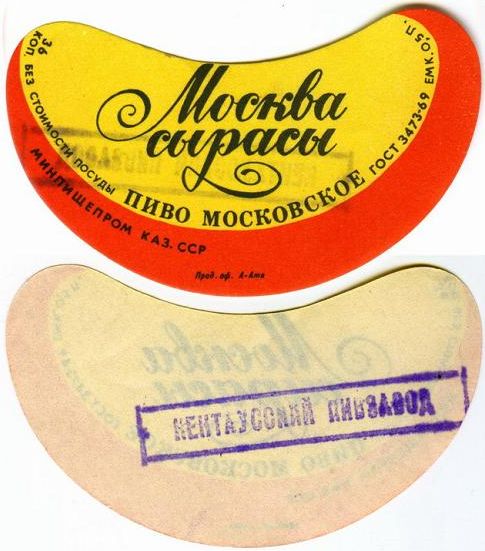 Москва
сырасы
ПИВО МОСКОВСКОЕ
36 КОП. БЕЗ СТОИМОСТИ ПОСУДЫ
ГОСТ 3473-69 ЕМК.0,5 Л.
МИНПИЩЕПРОМ КАЗ. ССР
Пред. оф. А-Ата
КЕНТАУССКИЙ ПИВЗАВОД